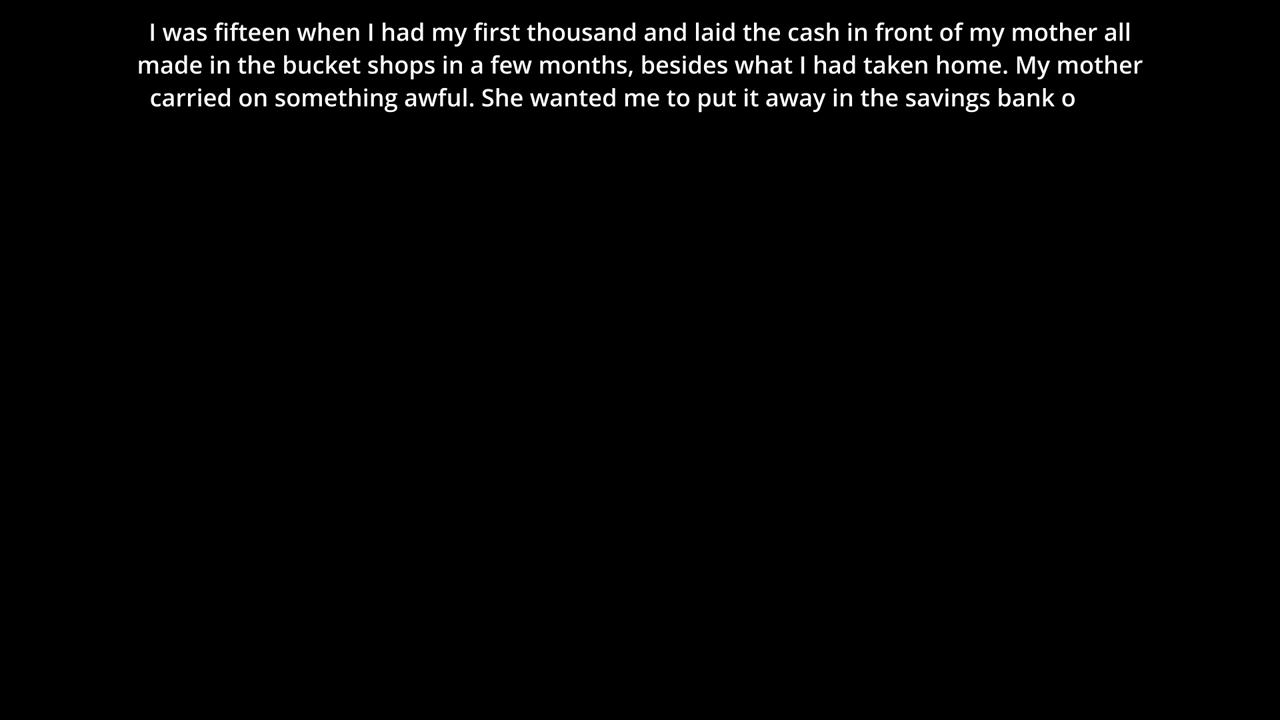 I was fifteen when I had my first thousand and laid the cash in front of my mother all
made in the bucket shops in a few months, besides what I had taken home. My mother
carried on something awful. She wanted me to put it away in the savings bank o